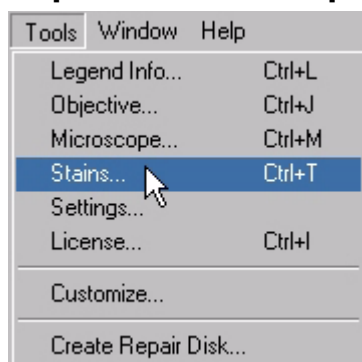 Tools Window Help
Legend Info... Ctrl+L
Objective... Ctrl+J
Microscope... Ctrl+M
Stains... Ctrl+T
Settings...
License... Ctrl+I
Customize...
Create Repair Disk...